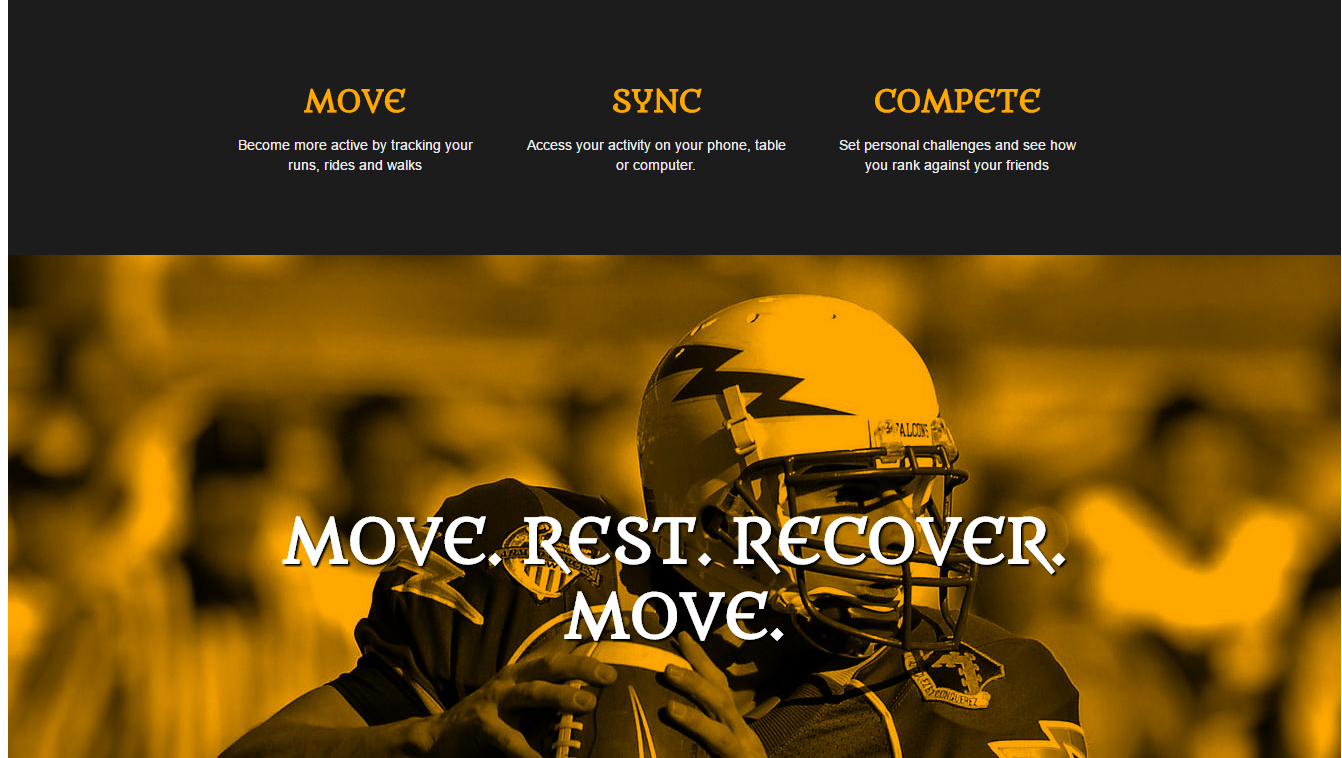 MOVE
Become more active by tracking your
runs, rides and walks
SYNC
Access your activity on your phone, table
or computer.
COMPETE
Set personal challenges and see how
you rank against your friends
FALCONS
MOVE. REST. RECOVER.
MOVE.